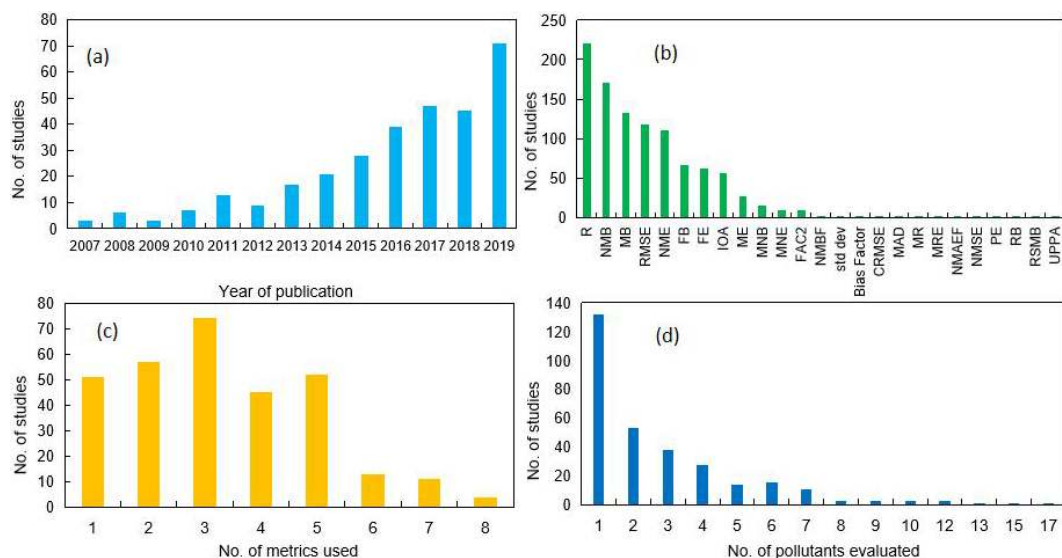 80
70
60
50
40
30
20
10
0
No. of studies
(a)
2007 2008 2009 2010 2011 2012 2013 2014 2015 2016 2017 2018 2019
Year of publication
250
200
150
100
50
0
No. of studies
(b)
R
NMB
MB
RMSE
NME
FB
FE
IOA
ME
MNB
MNE
FAC2
NMBF
std dev
Bias Factor
CRMSE
MAD
MR
MRE
NMAEF
NMSE
PE
RB
RSMB
UPPA
80
70
60
50
40
30
20
10
0
No. of studies
(c)
1 2 3 4 5 6 7 8
No. of metrics used
140
120
100
80
60
40
20
0
No. of studies
(d)
1 2 3 4 5 6 7 8 9 10 12 13 15 17
No. of pollutants evaluated